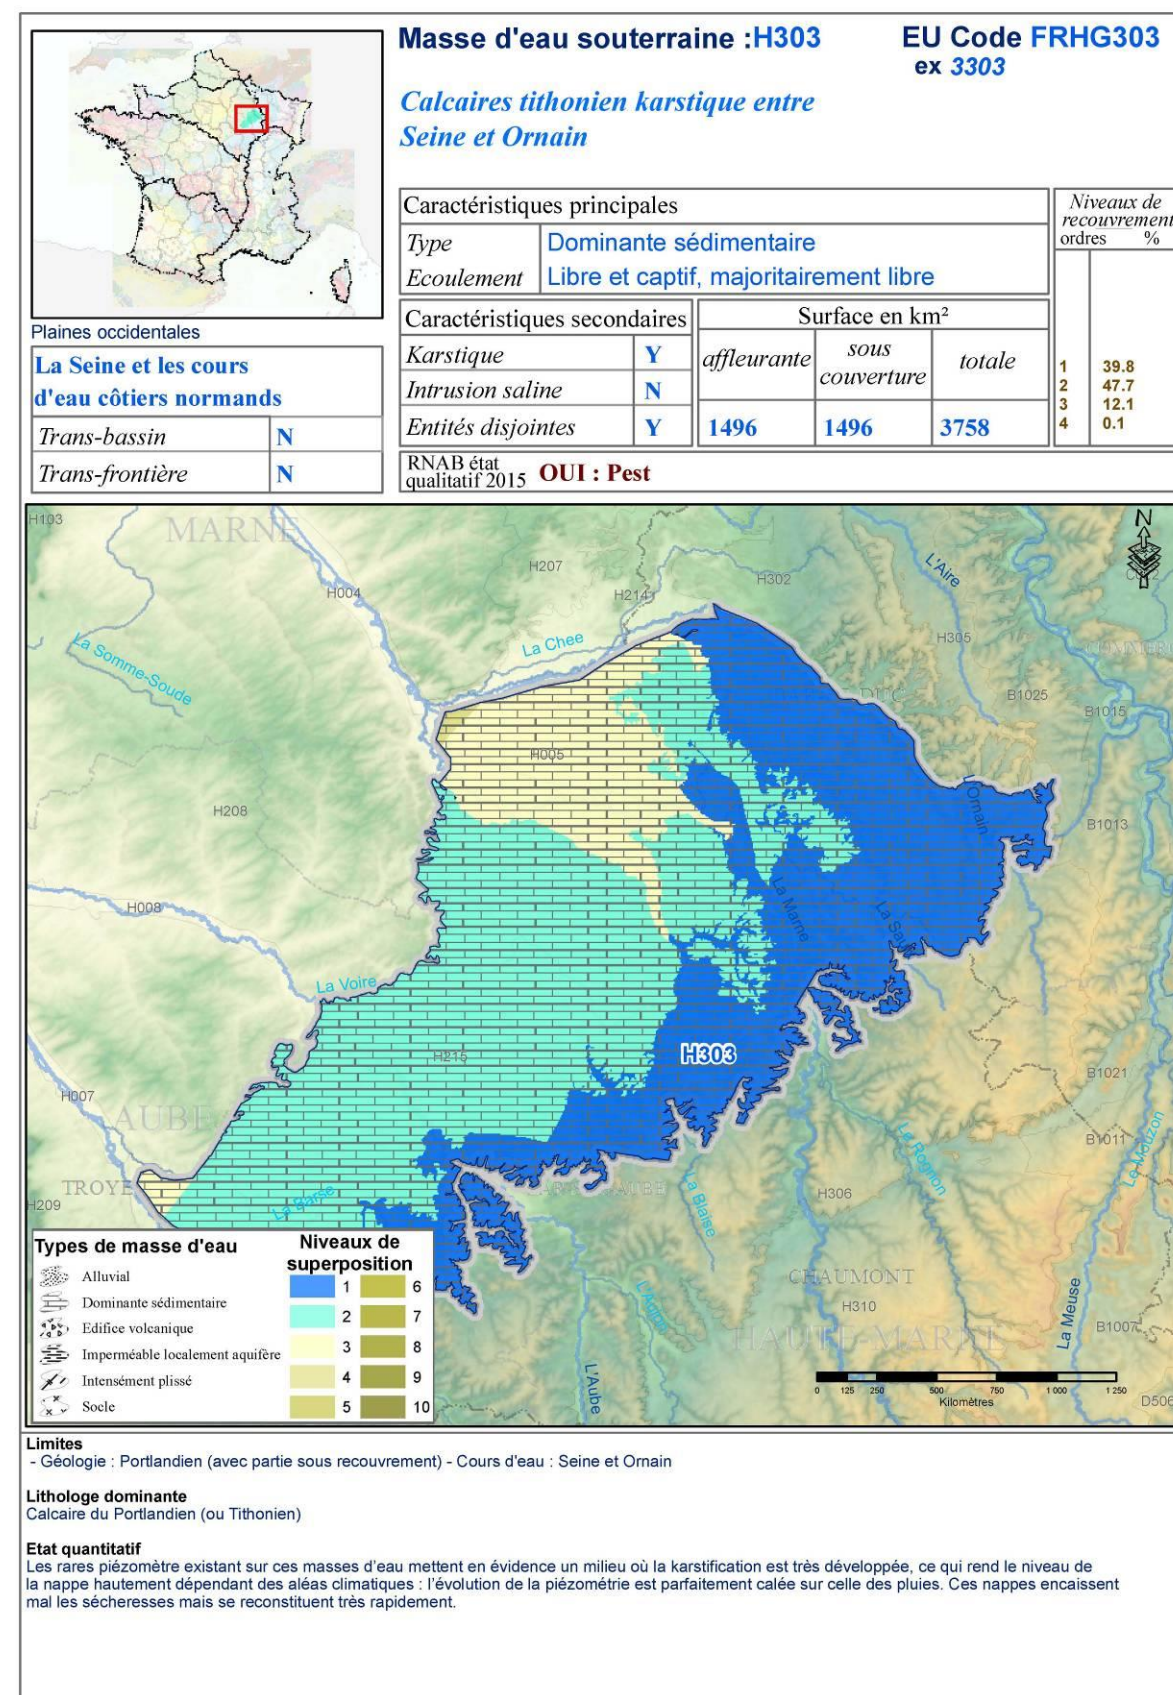 Masse d'eau souterraine :H303
EU Code FRHG303
ex 3303
Calcaires tithonien karstique entre
Seine et Ornain
Plaines occidentales
La Seine et les cours
d'eau côtiers normands
Trans-bassin N
Trans-frontière N
Caractéristiques principales
Type Dominante sédimentaire
Ecoulement Libre et captif, majoritairement libre
Caractéristiques secondaires
Karstique Y
Intrusion saline N
Entités disjointes Y
Surface en km²
affleurante sous couverture totale
1496 1496 3758
Niveaux de
recouvrement
ordres %
1 39.8
2 47.7
3 12.1
4 0.1
RNAB état
qualitatif 2015 OUI : Pest
H103
MARNE
H207
H004
H2141
H302
L'Aire
N
La Chee
H305
La Somme-Soude
B1025
B1015
H005
H208
L'Ornain
B1013
H008
La Marne
La Voire
H303
H215
H007
AUBE
B1021
B1011
La Rognon
Le Mouzon
TROYE
H209
La Barse
La Blaise
H306
CHAUMONT
H310
HAUTE-MARNE
La Meuse
B1007
L'Aube
D506
Types de masse d'eau
Alluvial
Dominante sédimentaire
Edifice volcanique
Imperméable localement aquifère
Intensément plissé
Socle
Niveaux de
superposition
1 6
2 7
3 8
4 9
5 10
0 125 250 500 750 1 000 1 250
Kilomètres
Limites
- Géologie : Portlandien (avec partie sous recouvrement) - Cours d'eau : Seine et Ornain
Lithologe dominante
Calcaire du Portlandien (ou Tithonien)
Etat quantitatif
Les rares piézomètre existant sur ces masses d'eau mettent en évidence un milieu où la karstification est très développée, ce qui rend le niveau de
la nappe hautement dépendant des aléas climatiques : l'évolution de la piézométrie est parfaitement calée sur celle des pluies. Ces nappes encaissent
mal les sécheresses mais se reconstituent très rapidement.